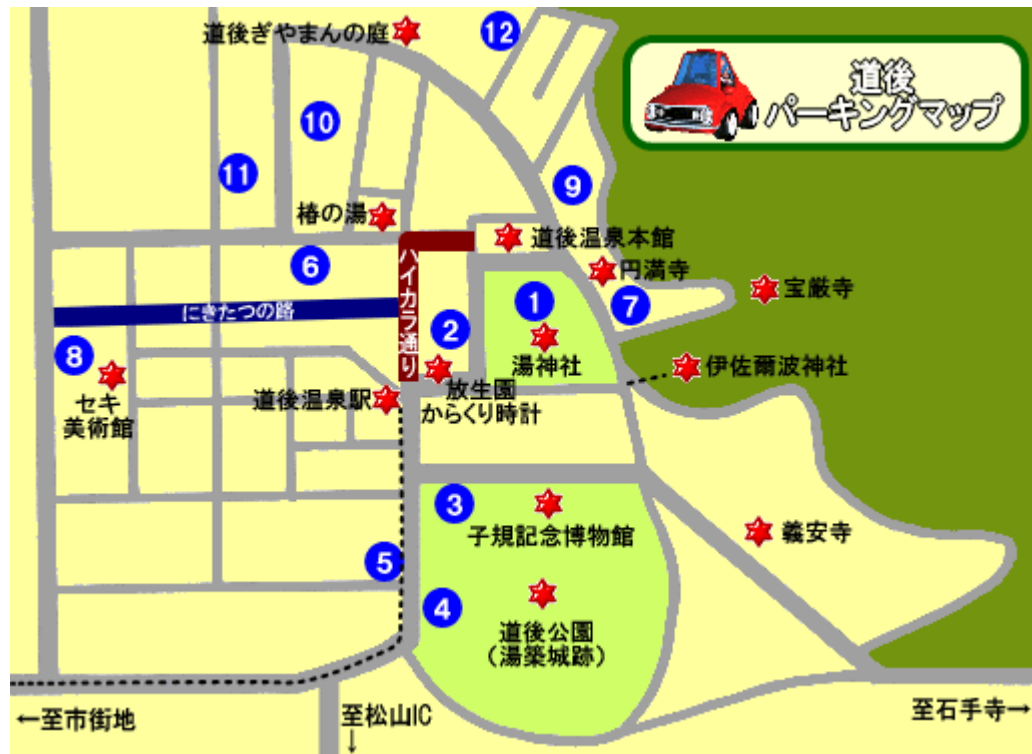 道後ぎやまんの庭
12
道後
パーキングマップ
10
11
9
椿の湯
道後温泉本館
6
ハイカラ通り
円満寺
宝厳寺
1
7
にきたつの路
2
8
湯神社
伊佐爾波神社
セキ
美術館
道後温泉駅
放生園
からくり時計
3
子規記念博物館
義安寺
5
4
道後公園
(湯築城跡)
←至市街地
至松山IC
↓
至石手寺→